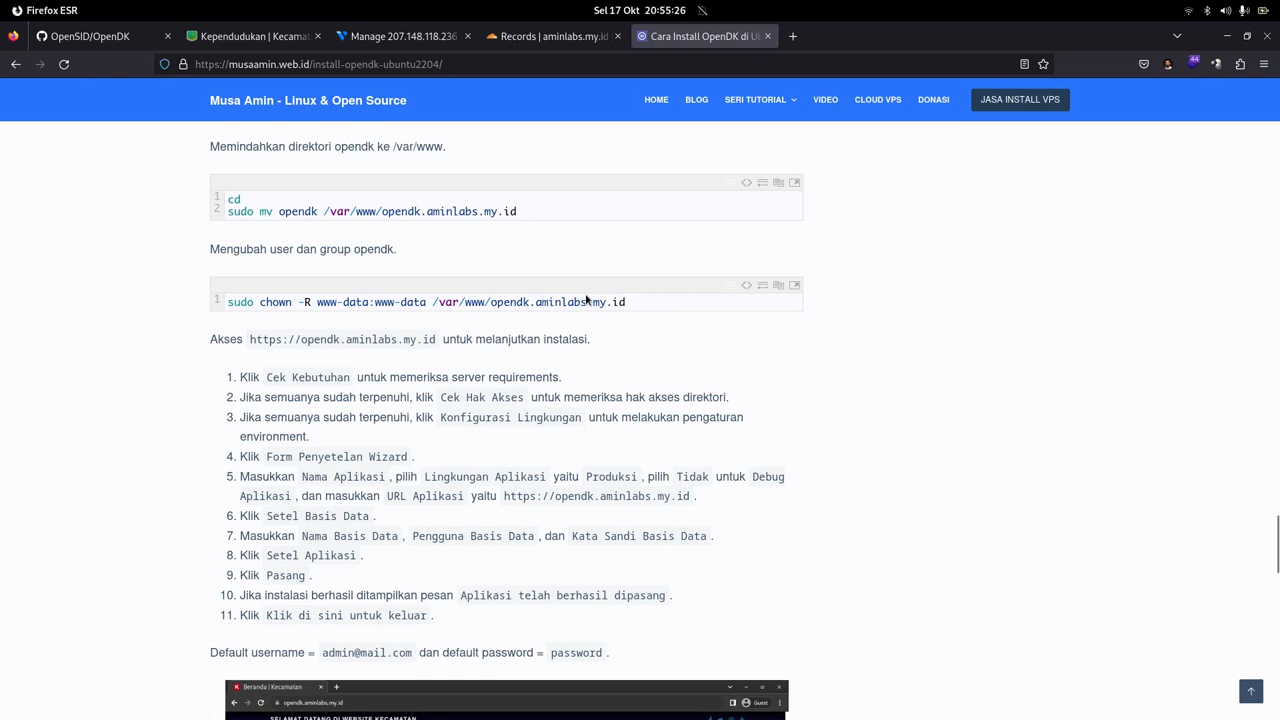 Firefox ESR
Sel 17 Okt 20:55:26
OpenSID/OpenDK
Kependudukan | Kecamat
Manage 207.148.118.236
Records | aminlabs.my.id
Cara Install OpenDK di Ub
https://musaamin.web.id/install-opendk-ubuntu2204/
44
Musa Amin - Linux & Open Source
HOME BLOG SERI TUTORIAL VIDEO CLOUD VPS DONASI JASA INSTALL VPS
Memindahkan direktori opendk ke /var/www.
1 cd
2 sudo mv opendk /var/www/opendk.aminlabs.my.id
Mengubah user dan group opendk.
1 sudo chown -R www-data:www-data /var/www/opendk.aminlabs.my.id
Akses https://opendk.aminlabs.my.id untuk melanjutkan instalasi.
1. Klik Cek Kebutuhan untuk memeriksa server requirements.
2. Jika semuanya sudah terpenuhi, klik Cek Hak Akses untuk memeriksa hak akses direktori.
3. Jika semuanya sudah terpenuhi, klik Konfigurasi Lingkungan untuk melakukan pengaturan
environment.
4. Klik Form Penyetelan Wizard.
5. Masukkan Nama Aplikasi, pilih Lingkungan Aplikasi yaitu Produksi, pilih Tidak untuk Debug
Aplikasi, dan masukkan URL Aplikasi yaitu https://opendk.aminlabs.my.id.
6. Klik Setel Basis Data.
7. Masukkan Nama Basis Data, Pengguna Basis Data, dan Kata Sandi Basis Data.
8. Klik Setel Aplikasi.
9. Klik Pasang.
10. Jika instalasi berhasil ditampilkan pesan Aplikasi telah berhasil dipasang.
11. Klik Klik di sini untuk keluar.
Default username = admin@mail.com dan default password = password.
Beranda | Kecamatan
opendk.aminlabs.my.id
Guest
SELAMAT DATANG DI WEBSITE KECAMATAN